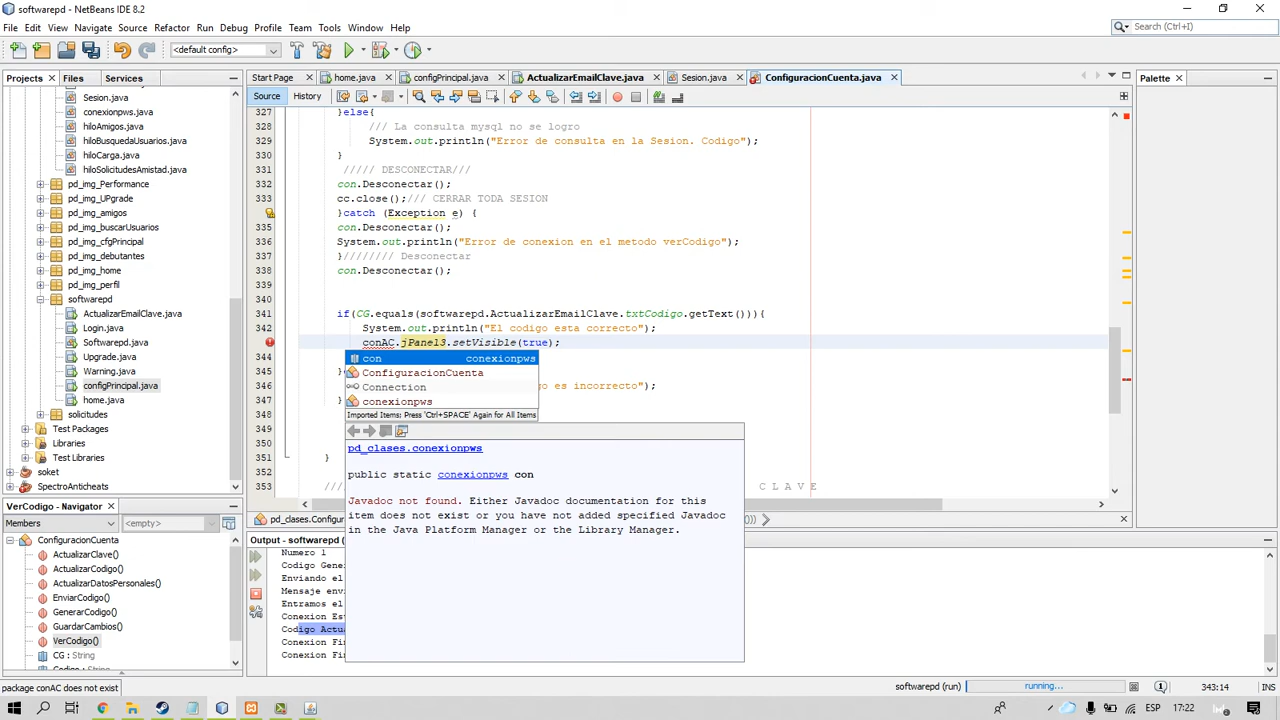 softwarepd - NetBeans IDE 8.2
File Edit View Navigate Source Refactor Run Debug Profile Team Tools Window Help
Search (Ctrl+I)
<default config>
Projects Files Services
Start Page home.java configPrincipal.java ActualizarEmailClave.java Sesion.java ConfiguracionCuenta.java
Palette
Source History
Sesion.java
conexionpws.java
hiloAmigos.java
hiloBusquedaUsuarios.java
hiloCarga.java
hiloSolicitudesAmistad.java
pd_img_Performance
pd_img_UPgrade
pd_img_amigos
pd_img_buscarUsuarios
pd_img_cfgPrincipal
pd_img_debutantes
pd_img_home
pd_img_perfil
softwarepd
ActualizarEmailClave.java
Login.java
Softwarepd.java
Upgrade.java
Warning.java
configPrincipal.java
home.java
solicitudes
Test Packages
Libraries
Test Libraries
soket
SpectroAnticheats
327 }else{
328 /// La consulta mysql no se logro
329 System.out.println("Error de consulta en la Sesion. Codigo");
330 }
331 ///// DESCONECTAR///
332 con.Desconectar();
333 cc.close();/// CERRAR TODA SESION
}catch (Exception e) {
335 con.Desconectar();
336 System.out.println("Error de conexion en el metodo verCodigo");
337 }//////// Desconectar
338 con.Desconectar();
339
340
341 if(CG.equals(softwarepd.ActualizarEmailClave.txtCodigo.getText())){
342 System.out.println("El codigo esta correcto");
conAC.jPanel3.setVisible(true);
344
345 }
346 o es incorrecto");
347 }
348
349
350
351 }
352 /// C L A V E
353
con conexionpws
ConfiguracionCuenta
Connection
conexionpws
Imported Items; Press 'Ctrl+SPACE' Again for All Items
pd_clases.conexionpws
public static conexionpws con
Javadoc not found. Either Javadoc documentation for this
item does not exist or you have not added specified Javadoc
in the Java Platform Manager or the Library Manager.
VerCodigo - Navigator
Members <empty>
ConfiguracionCuenta
ActualizarClave()
ActualizarCodigo()
ActualizarDatosPersonales()
EnviarCodigo()
GenerarCodigo()
GuardarCambios()
VerCodigo()
CG : String
Codigo : String
pd_clases.Configur
Output - softwarepd (
Numero 1
Codigo Gene
Enviando el
Mensaje envi
Entramos el
Conexion Est
Codigo Actu
Conexion Fi
Conexion Fi
package conAC does not exist
softwarepd (run) running... 343:14 INS
ESP 17:22